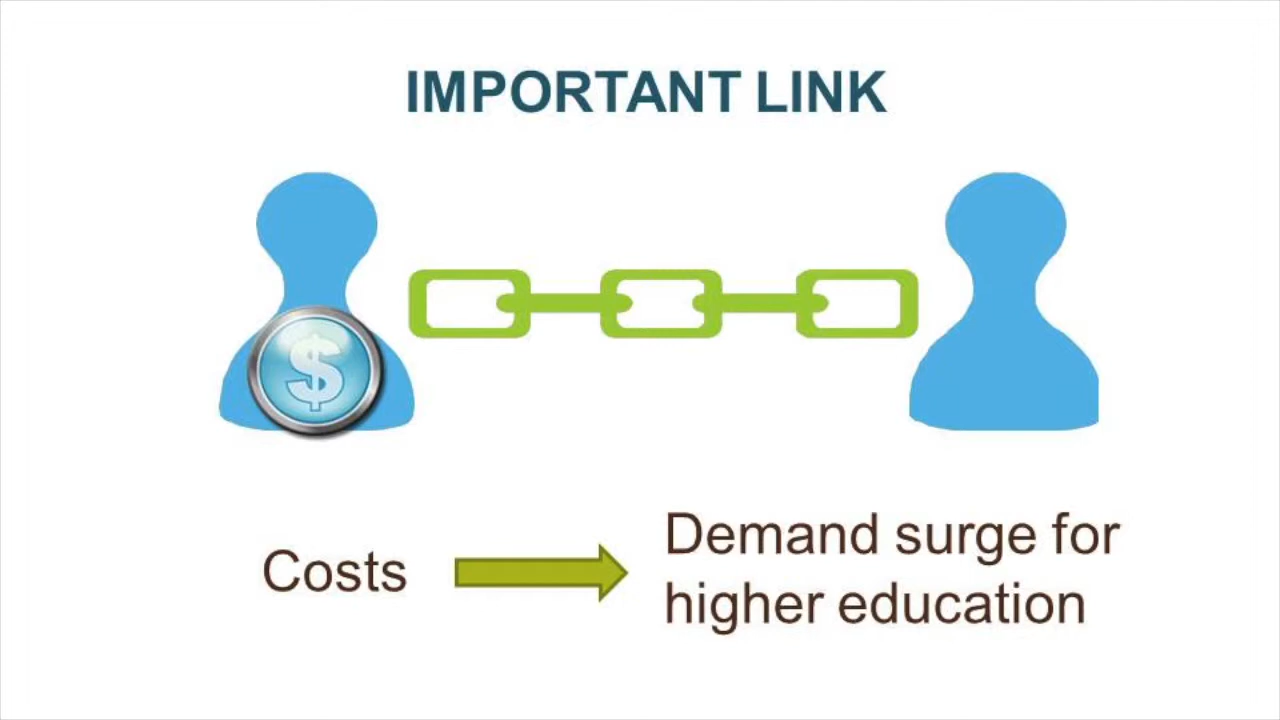 IMPORTANT LINK
$
Costs
Demand surge for
higher education